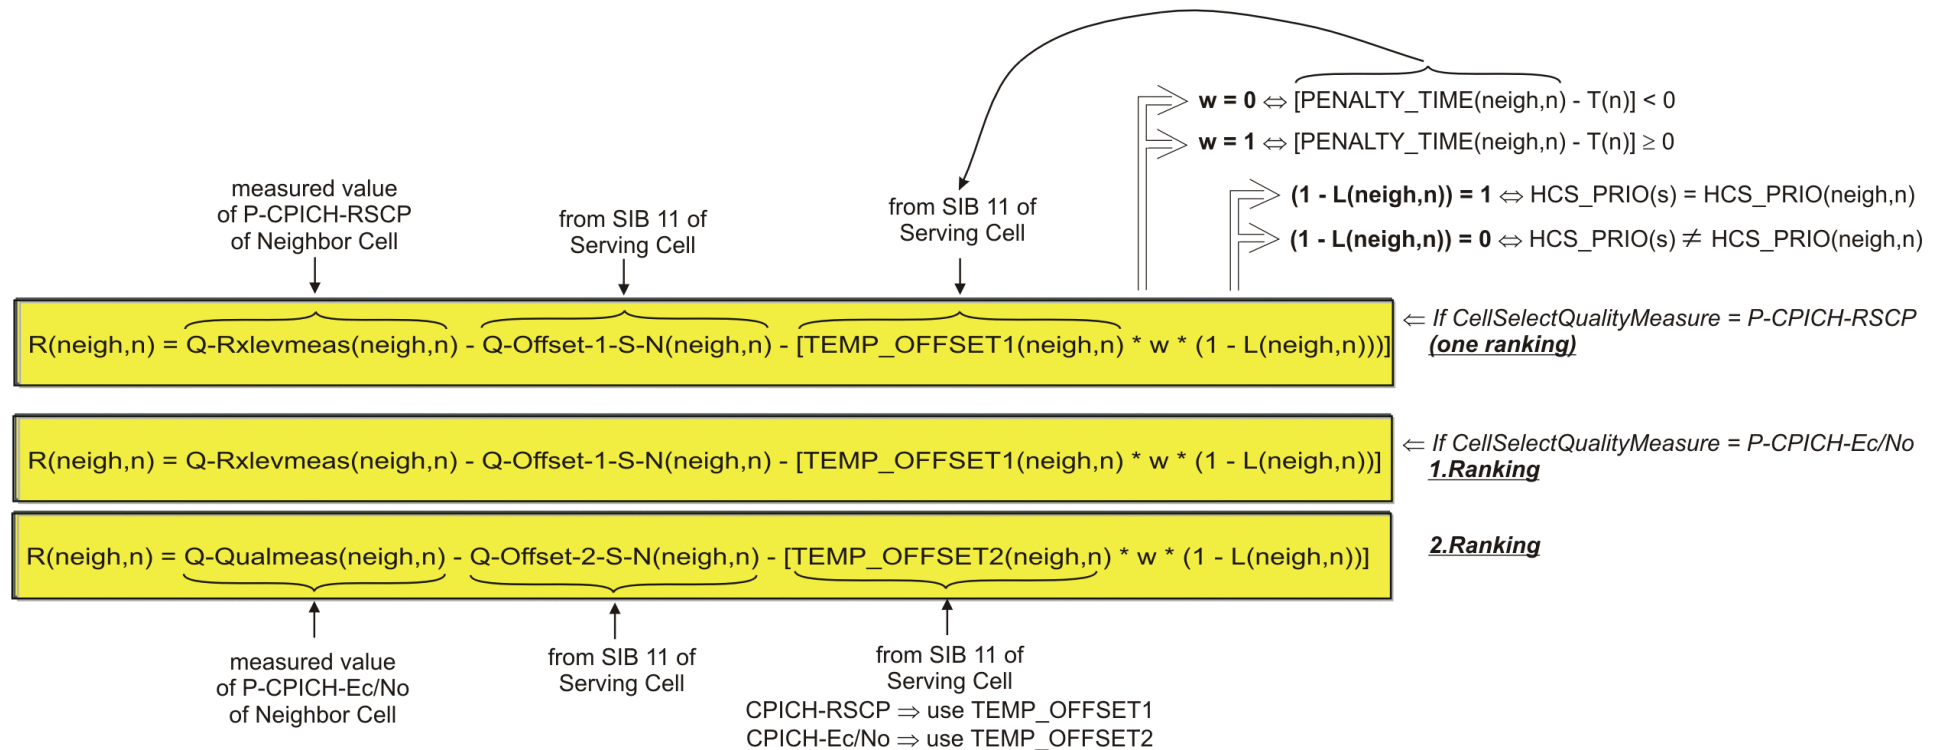 w = 0 ⇔ [PENALTY_TIME(neigh,n) - T(n)] < 0
w = 1 ⇔ [PENALTY_TIME(neigh,n) - T(n)] ≥ 0
(1 - L(neigh,n)) = 1 ⇔ HCS_PRIO(s) = HCS_PRIO(neigh,n)
(1 - L(neigh,n)) = 0 ⇔ HCS_PRIO(s) ≠ HCS_PRIO(neigh,n)
measured value
of P-CPICH-RSCP
of Neighbor Cell
from SIB 11 of
Serving Cell
from SIB 11 of
Serving Cell
R(neigh,n) = Q-Rxlevmeas(neigh,n) - Q-Offset-1-S-N(neigh,n) - [TEMP_OFFSET1(neigh,n) * w * (1 - L(neigh,n)))]
⇐ If CellSelectQualityMeasure = P-CPICH-RSCP
(one ranking)
R(neigh,n) = Q-Rxlevmeas(neigh,n) - Q-Offset-1-S-N(neigh,n) - [TEMP_OFFSET1(neigh,n) * w * (1 - L(neigh,n))]
⇐ If CellSelectQualityMeasure = P-CPICH-Ec/No
1.Ranking
R(neigh,n) = Q-Qualmeas(neigh,n) - Q-Offset-2-S-N(neigh,n) - [TEMP_OFFSET2(neigh,n) * w * (1 - L(neigh,n))]
2.Ranking
measured value
of P-CPICH-Ec/No
of Neighbor Cell
from SIB 11 of
Serving Cell
from SIB 11 of
Serving Cell
CPICH-RSCP ⇒ use TEMP_OFFSET1
CPICH-Ec/No ⇒ use TEMP_OFFSET2